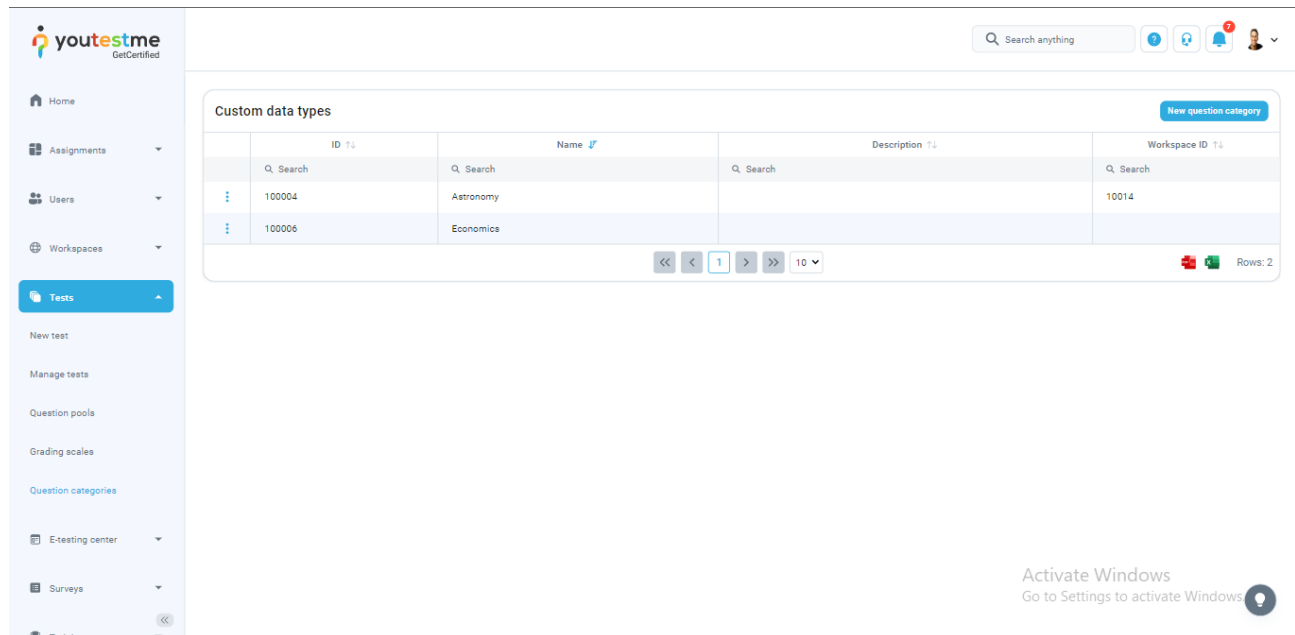 youtestme
GetCertified
Search anything
7
Home
Assignments
Users
Workspaces
Tests
New test
Manage tests
Question pools
Grading scales
Question categories
E-testing center
Surveys
Custom data types
New question category
ID Name Description Workspace ID
Search Search Search Search
100004 Astronomy 10014
100006 Economics
1 10 Rows: 2
Activate Windows
Go to Settings to activate Windows.